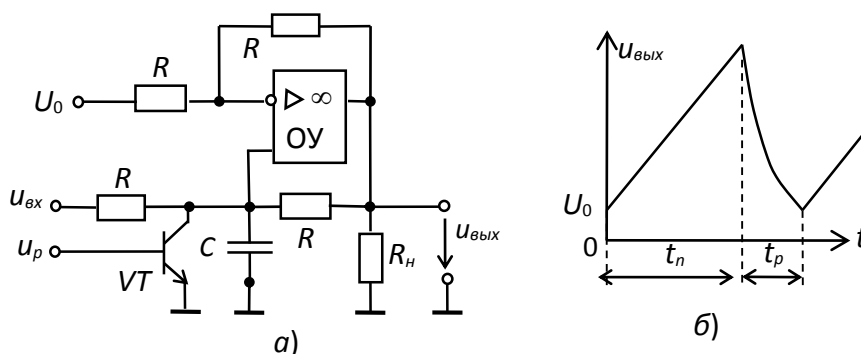 R
R
U₀
▷ ∞
ОУ
R
uвх
uр
VT
C
R
Rн
uвых
а)
uвых
U₀
0
tп
tр
t
б)